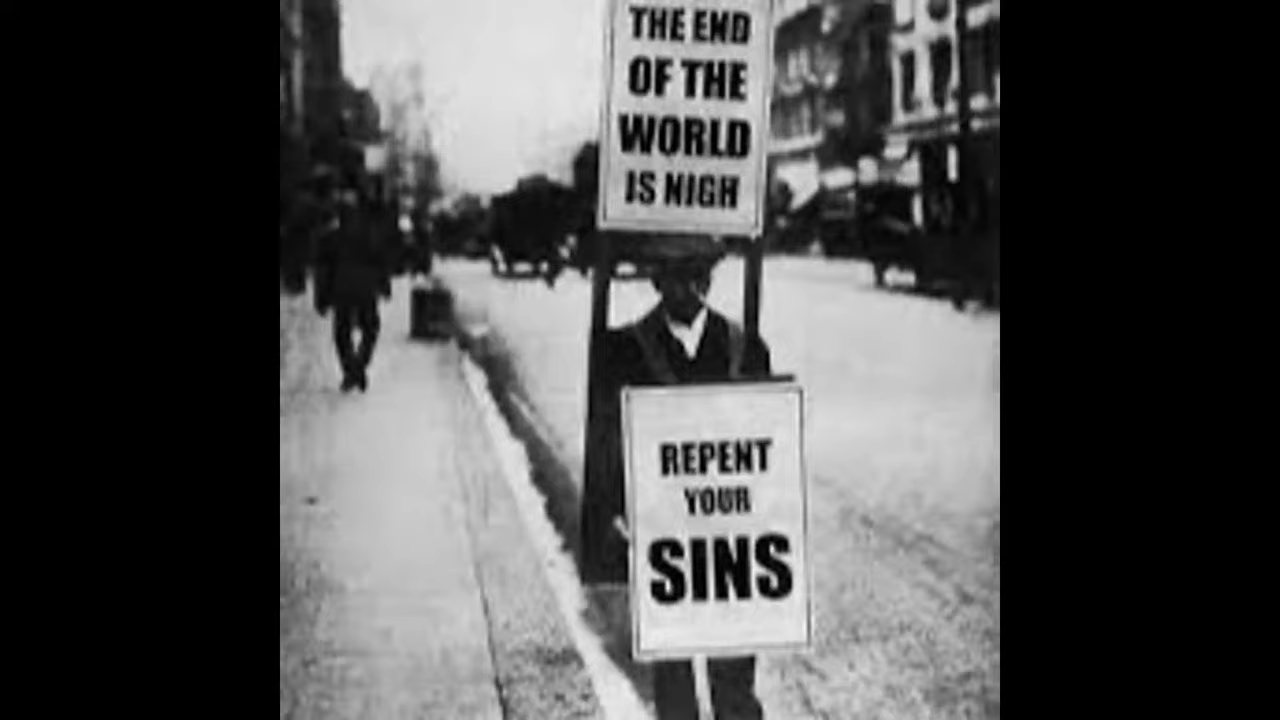 THE END
OF THE
WORLD
IS NIGH
REPENT
YOUR
SINS